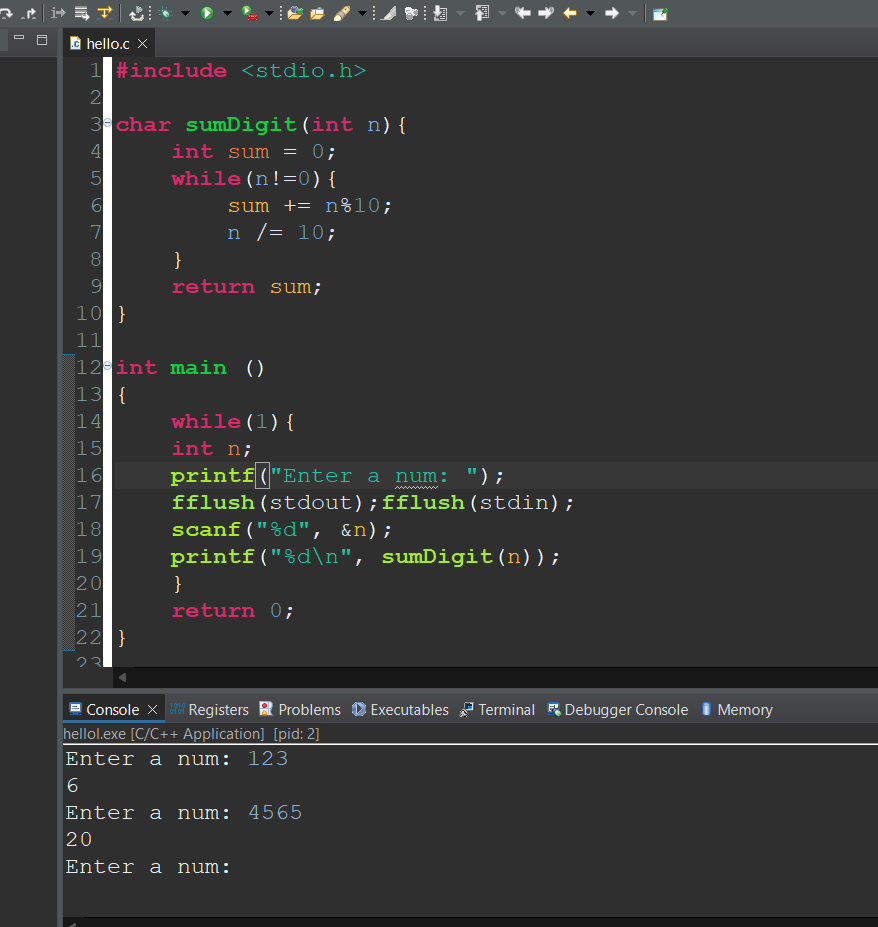 hello.c
1 #include <stdio.h>
2
3 char sumDigit(int n){
4 int sum = 0;
5 while(n!=0){
6 sum += n%10;
7 n /= 10;
8 }
9 return sum;
10 }
11
12 int main ()
13 {
14 while(1){
15 int n;
16 printf("Enter a num: ");
17 fflush(stdout);fflush(stdin);
18 scanf("%d", &n);
19 printf("%d\n", sumDigit(n));
20 }
21 return 0;
22 }
23
Console Registers Problems Executables Terminal Debugger Console Memory
hellol.exe [C/C++ Application] [pid: 2]
Enter a num: 123
6
Enter a num: 4565
20
Enter a num: